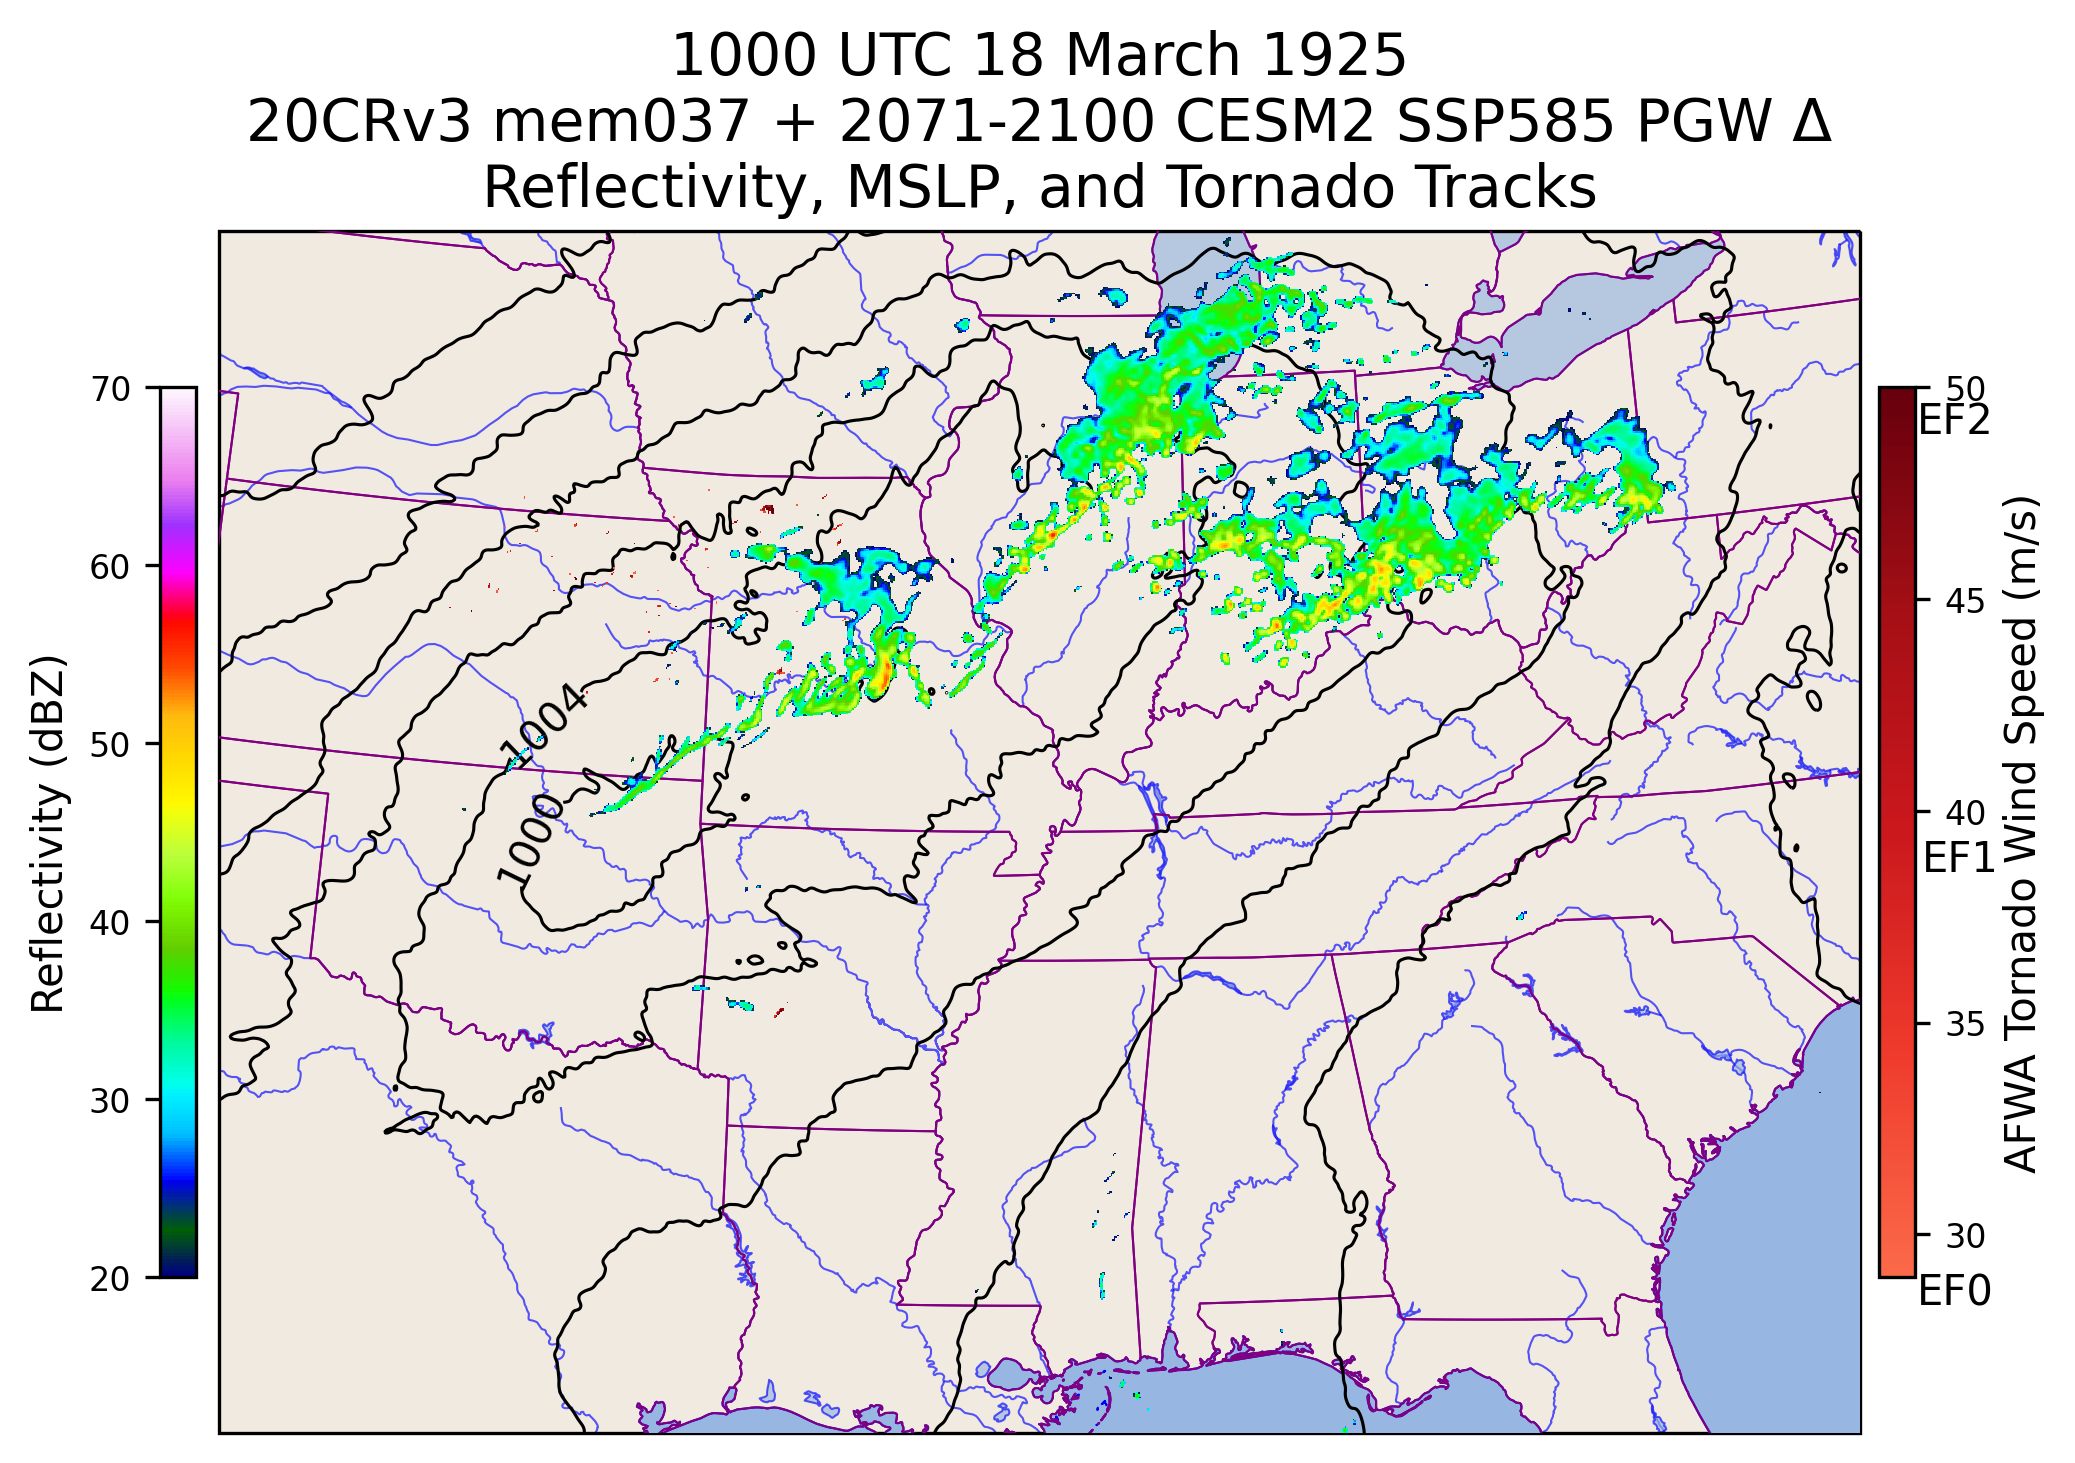 1000 UTC 18 March 1925
20CRv3 mem037 + 2071-2100 CESM2 SSP585 PGW Δ
Reflectivity, MSLP, and Tornado Tracks
70
60
50
40
30
20
Reflectivity (dBZ)
1004
1000
50
EF2
45
40
EF1
35
30
EF0
AFWA Tornado Wind Speed (m/s)